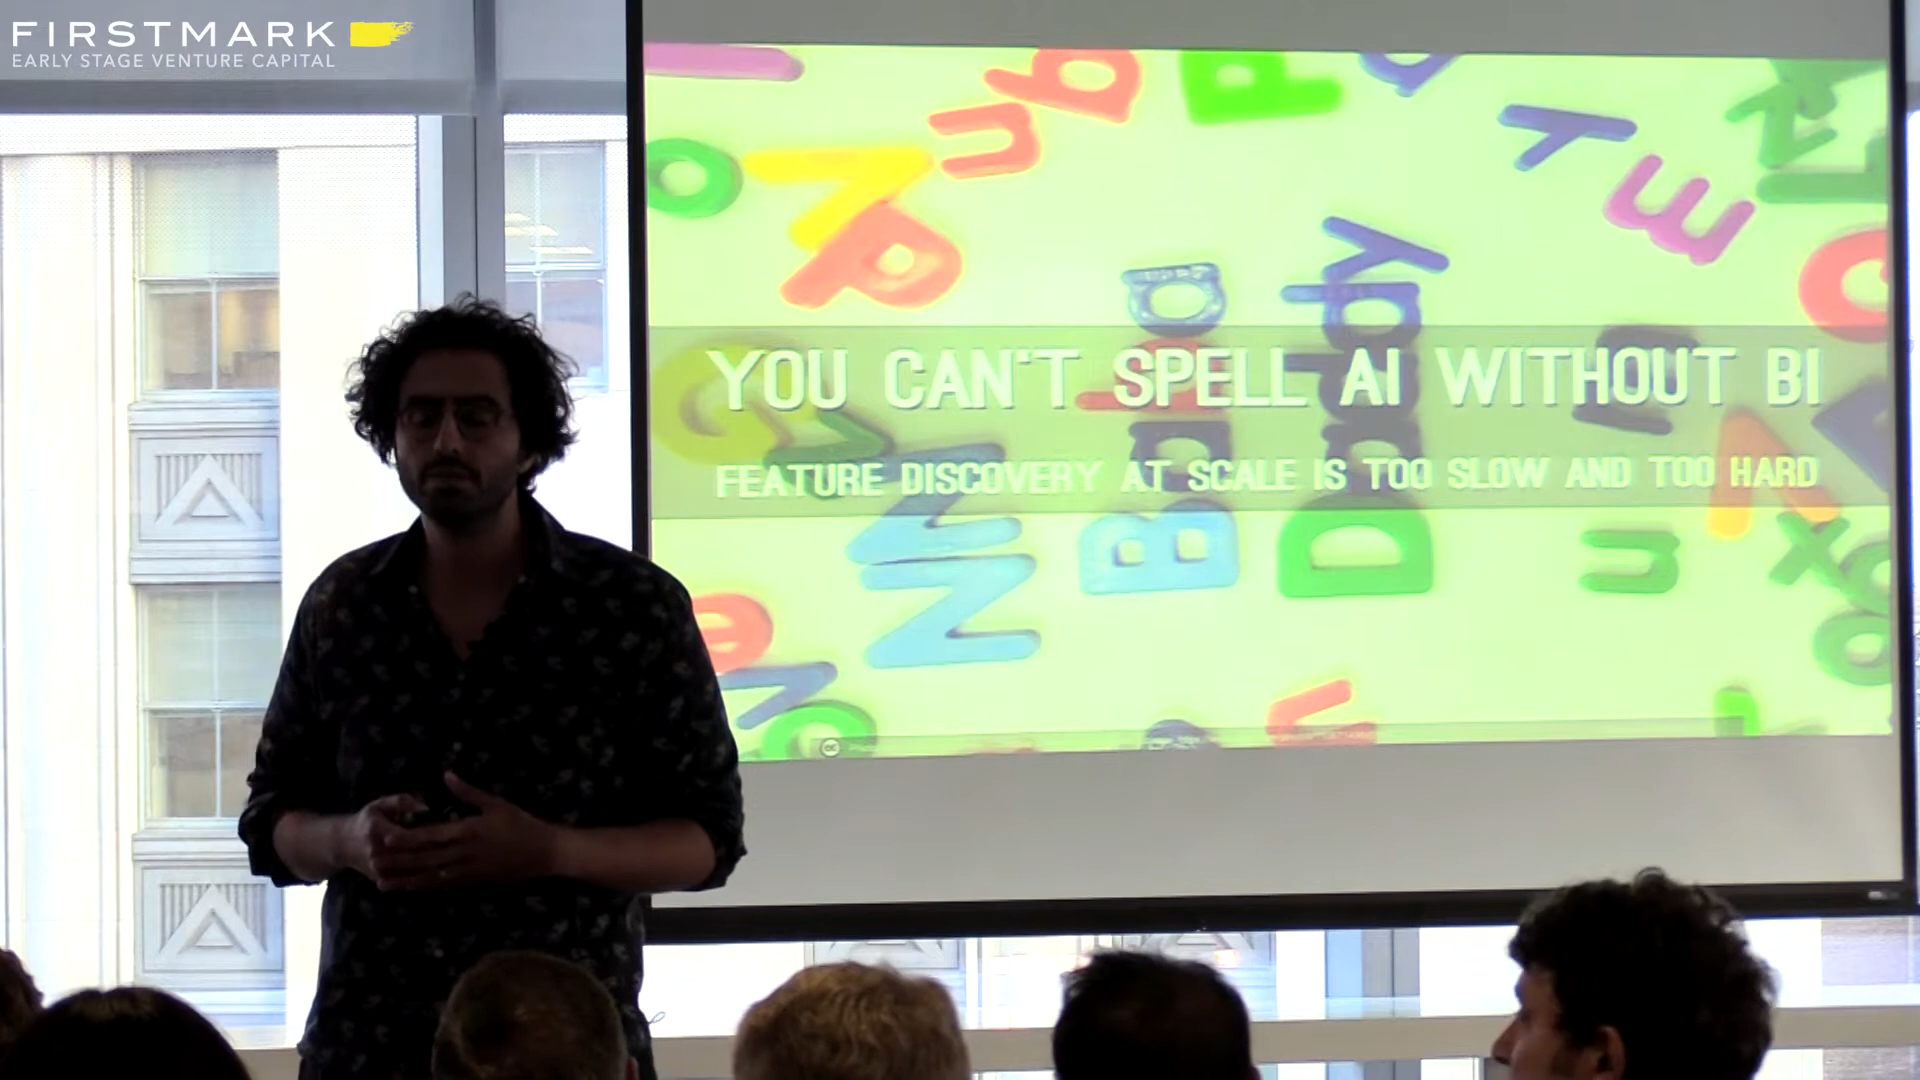 FIRSTMARK
EARLY STAGE VENTURE CAPITAL
YOU CAN'T SPELL AI WITHOUT BI
FEATURE DISCOVERY AT SCALE IS TOO SLOW AND TOO HARD